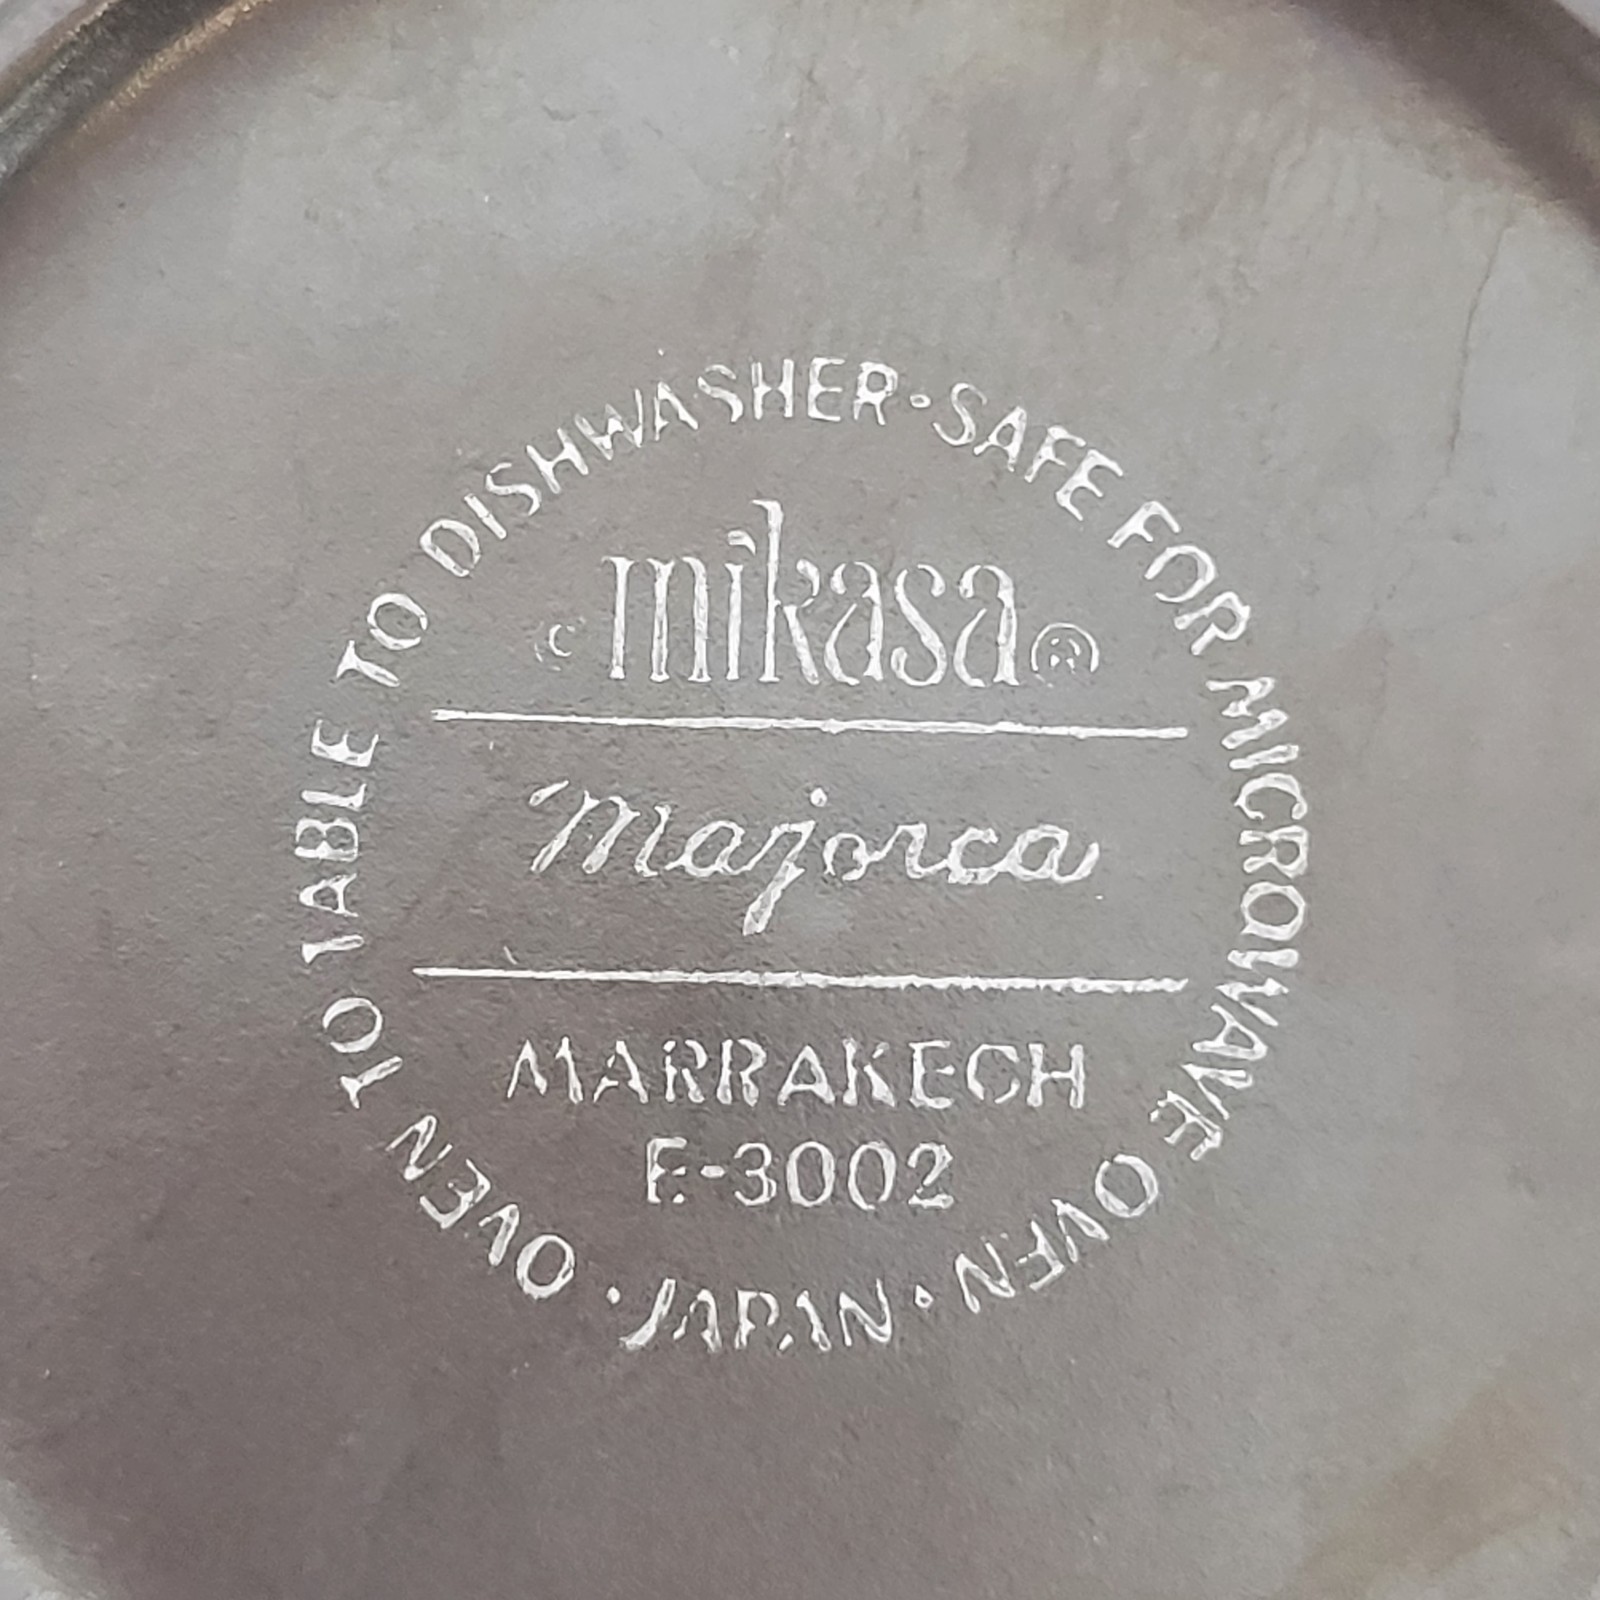 OVEN TO TABLE TO DISHWASHER·SAFE FOR MICROWAVE OVEN·JAPAN·
© mikasa ®
Majorca
MARRAKECH
E-3002